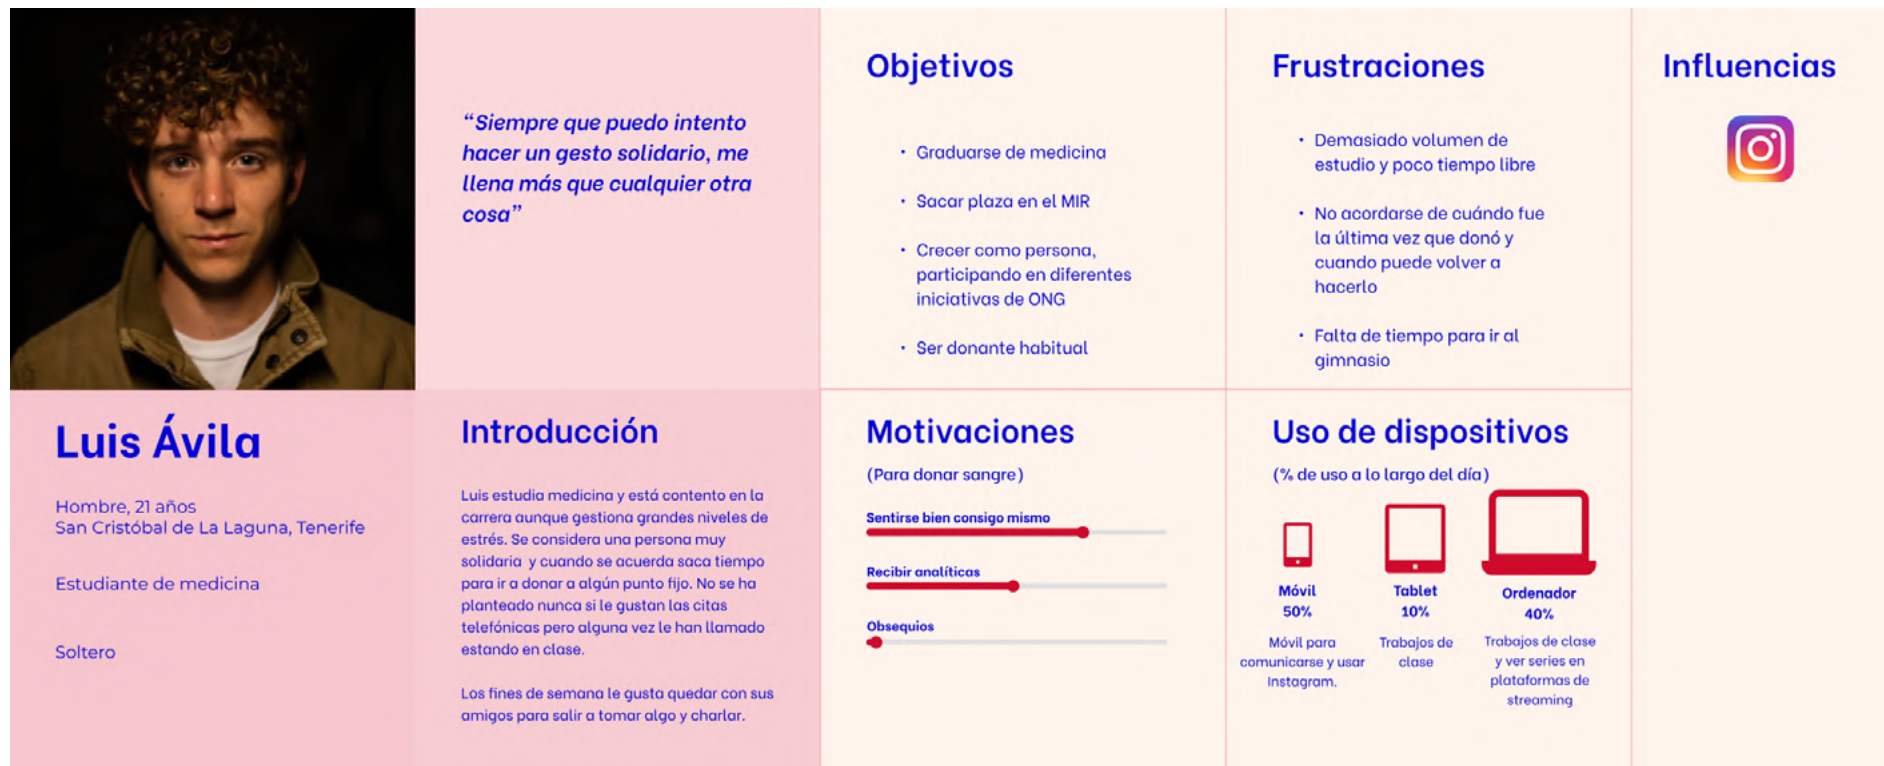 “Siempre que puedo intento
hacer un gesto solidario, me
llena más que cualquier otra
cosa”
Luis Ávila
Hombre, 21 años
San Cristóbal de La Laguna, Tenerife
Estudiante de medicina
Soltero
Introducción
Luis estudia medicina y está contento en la
carrera aunque gestiona grandes niveles de
estrés. Se considera una persona muy
solidaria y cuando se acuerda saca tiempo
para ir a donar a algún punto fijo. No se ha
planteado nunca si le gustan las citas
telefónicas pero alguna vez le han llamado
estando en clase.
Los fines de semana le gusta quedar con sus
amigos para salir a tomar algo y charlar.
Objetivos
• Graduarse de medicina
• Sacar plaza en el MIR
• Crecer como persona,
participando en diferentes
iniciativas de ONG
• Ser donante habitual
Motivaciones
(Para donar sangre)
Sentirse bien consigo mismo
Recibir analíticas
Obsequios
Frustraciones
• Demasiado volumen de
estudio y poco tiempo libre
• No acordarse de cuándo fue
la última vez que donó y
cuando puede volver a
hacerlo
• Falta de tiempo para ir al
gimnasio
Uso de dispositivos
(% de uso a lo largo del día)
Móvil
50%
Móvil para
comunicarse y usar
Instagram.
Tablet
10%
Trabajos de
clase
Ordenador
40%
Trabajos de clase
y ver series en
plataformas de
streaming
Influencias